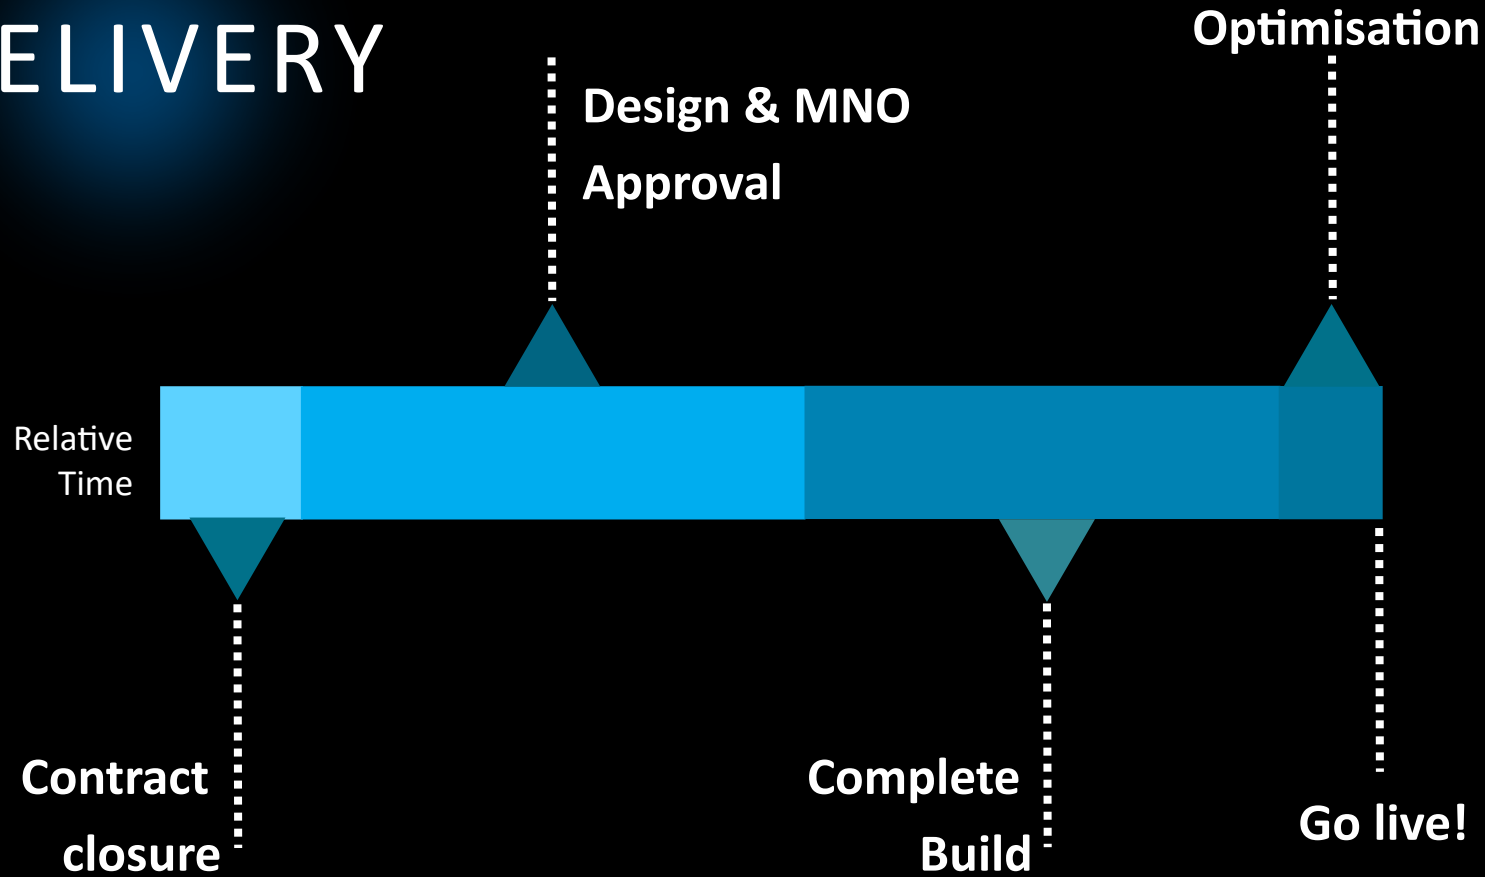 ELIVERY
Optimisation
Design & MNO
Approval
Relative
Time
Contract
closure
Complete
Build
Go live!